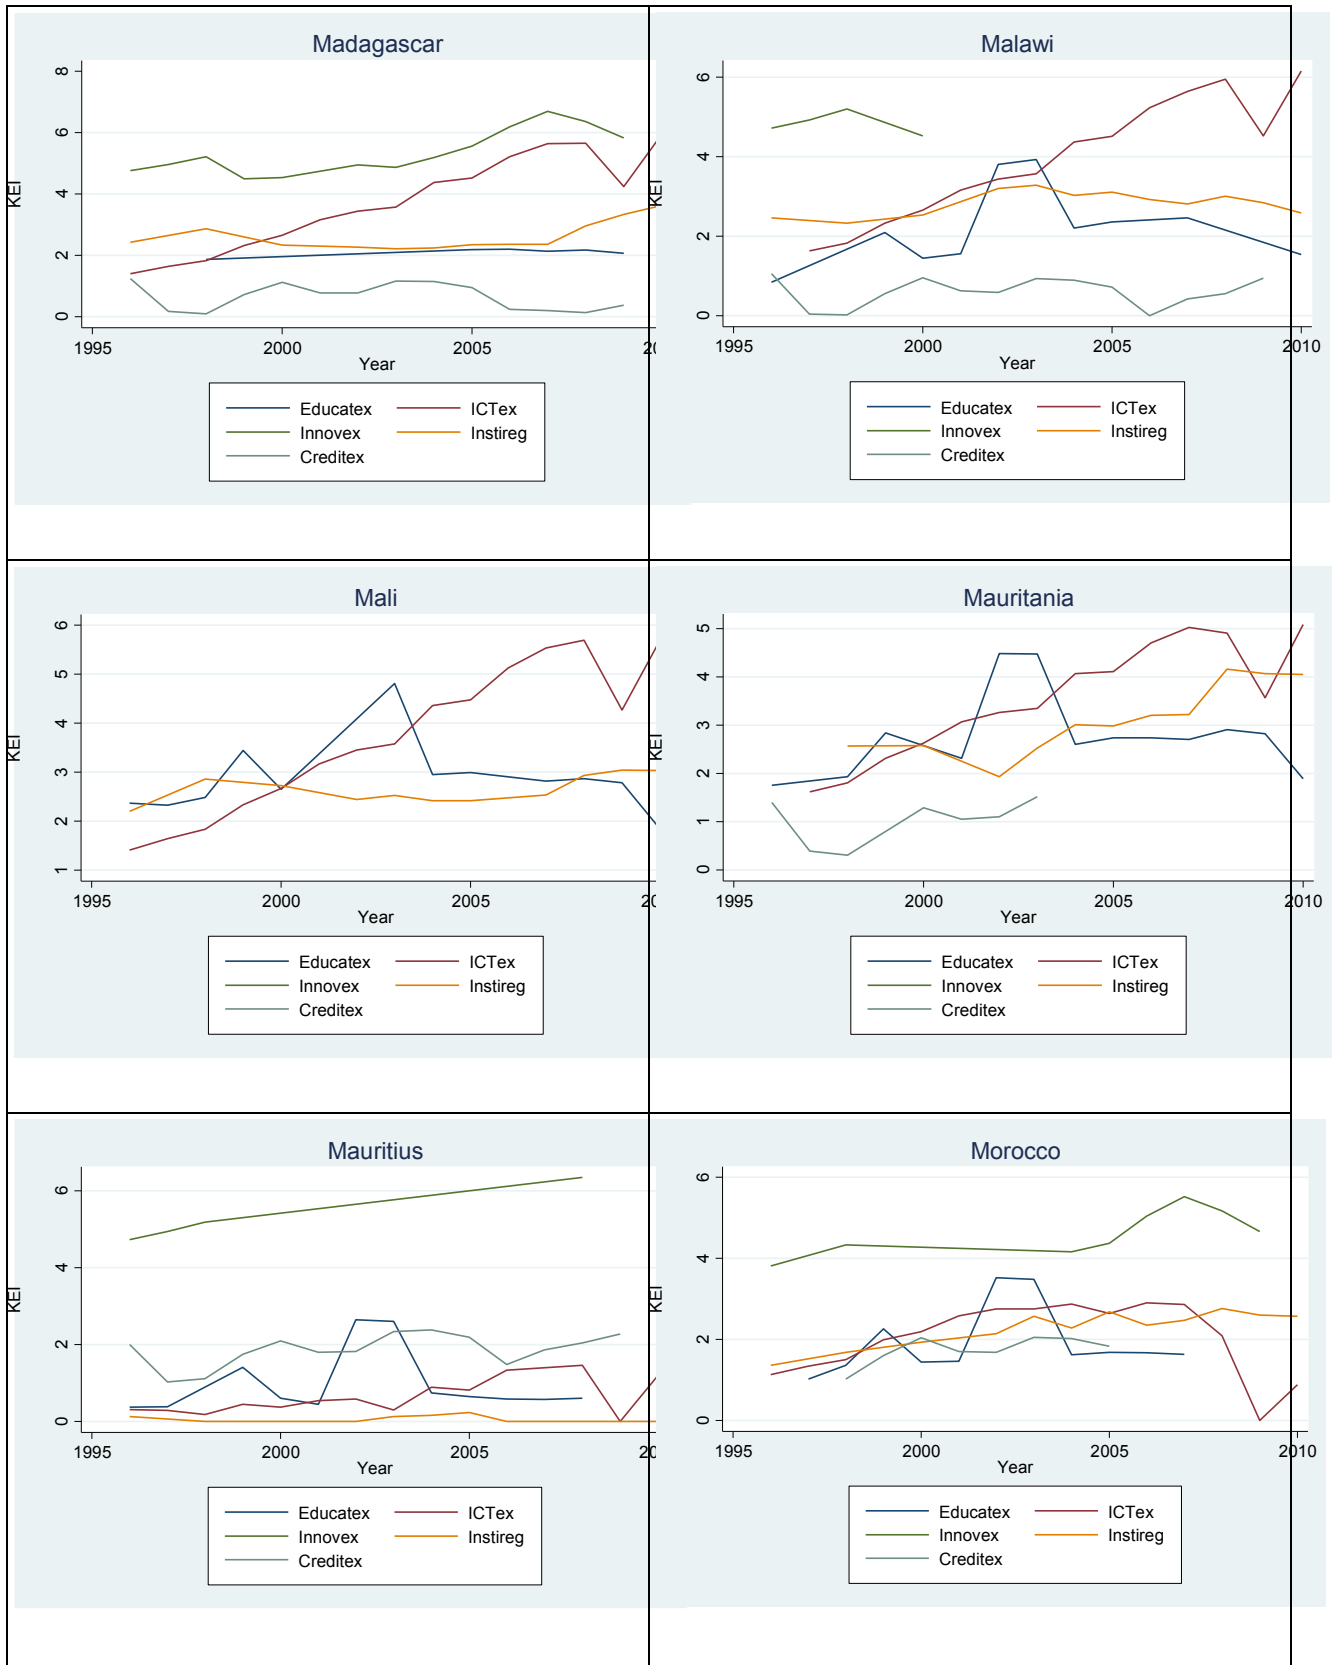 Madagascar
KEI
8
6
4
2
0
1995 2000 2005 20
Year
Educatex ICTex
Innovex Instireg
Creditex
Malawi
KEI
6
4
2
0
1995 2000 2005 2010
Year
Educatex ICTex
Innovex Instireg
Creditex
Mali
KEI
6
5
4
3
2
1
1995 2000 2005 20
Year
Educatex ICTex
Innovex Instireg
Creditex
Mauritania
KEI
5
4
3
2
1
0
1995 2000 2005 2010
Year
Educatex ICTex
Innovex Instireg
Creditex
Mauritius
KEI
6
4
2
0
1995 2000 2005 20
Year
Educatex ICTex
Innovex Instireg
Creditex
Morocco
KEI
6
4
2
0
1995 2000 2005 2010
Year
Educatex ICTex
Innovex Instireg
Creditex